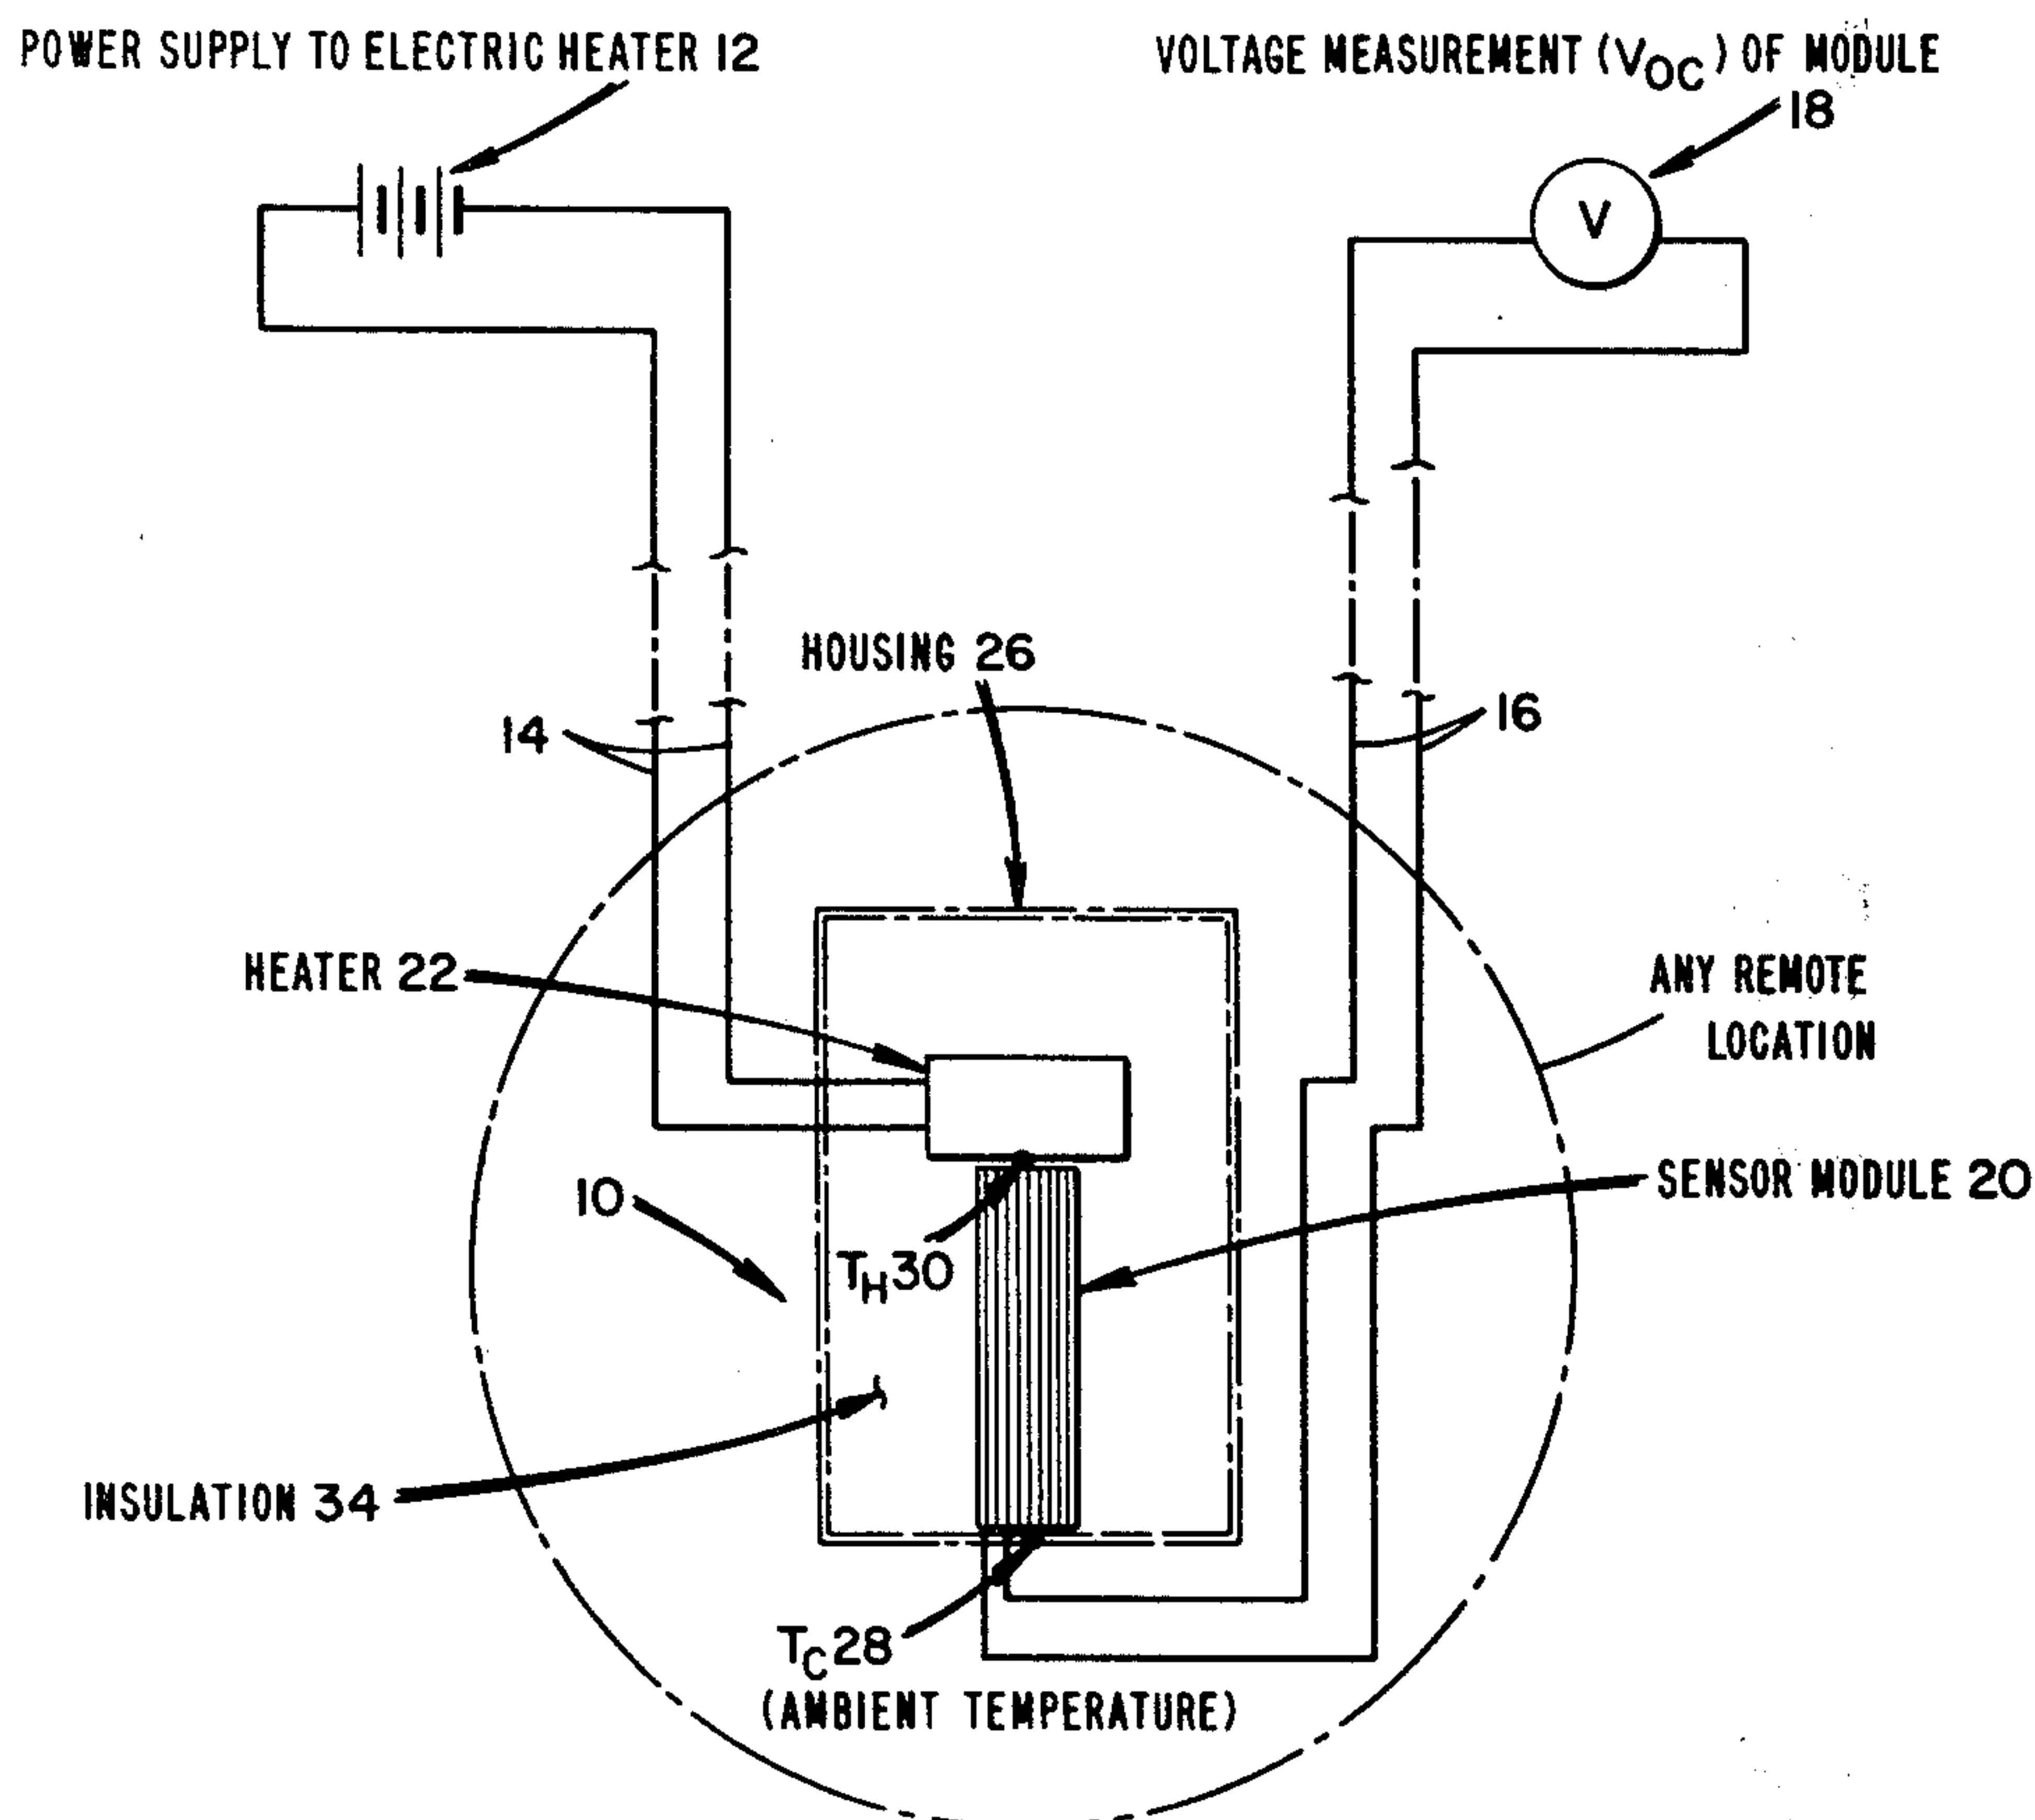 POWER SUPPLY TO ELECTRIC HEATER 12
VOLTAGE MEASUREMENT (VOC) OF MODULE
18
V
HOUSING 26
14
16
HEATER 22
ANY REMOTE
LOCATION
10
SENSOR MODULE 20
TH30
INSULATION 34
TC28
(AMBIENT TEMPERATURE)